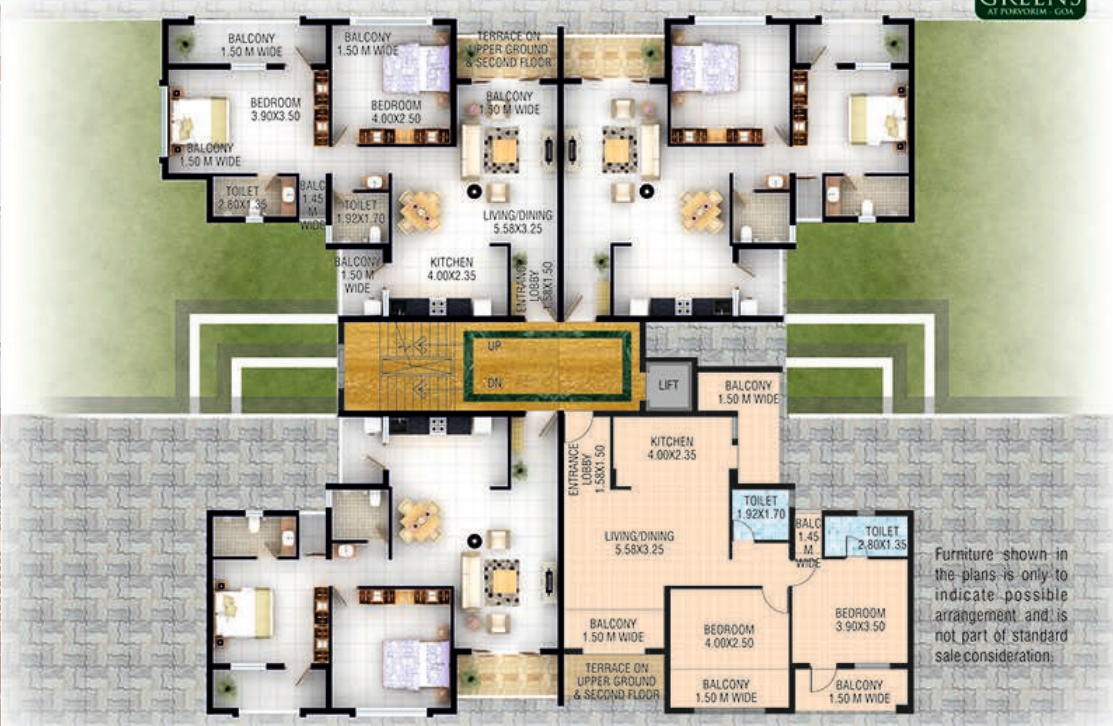 GREENS
AT PORVORIM - GOA
BALCONY
1.50 M WIDE
BALCONY
1.50 M WIDE
TERRACE ON
UPPER GROUND
& SECOND FLOOR
BEDROOM
3.90X3.50
BEDROOM
4.00X2.50
BALCONY
1.50 M WIDE
BALCONY
1.50 M WIDE
TOILET
2.80X1.35
BALC
1.45
M
WIDE
TOILET
1.92X1.70
LIVING/DINING
5.58X3.25
BALCONY
1.50 M
WIDE
KITCHEN
4.00X2.35
ENTRANCE
LOBBY
1.58X1.50
UP
DN
LIFT
BALCONY
1.50 M WIDE
KITCHEN
4.00X2.35
ENTRANCE
LOBBY
1.58X1.50
TOILET
1.92X1.70
BALC
1.45
M
WIDE
TOILET
2.80X1.35
LIVING/DINING
5.58X3.25
BALCONY
1.50 M WIDE
BEDROOM
4.00X2.50
BEDROOM
3.90X3.50
TERRACE ON
UPPER GROUND
& SECOND FLOOR
BALCONY
1.50 M WIDE
BALCONY
1.50 M WIDE
Furniture shown in
the plans is only to
indicate possible
arrangement and is
not part of standard
sale consideration.